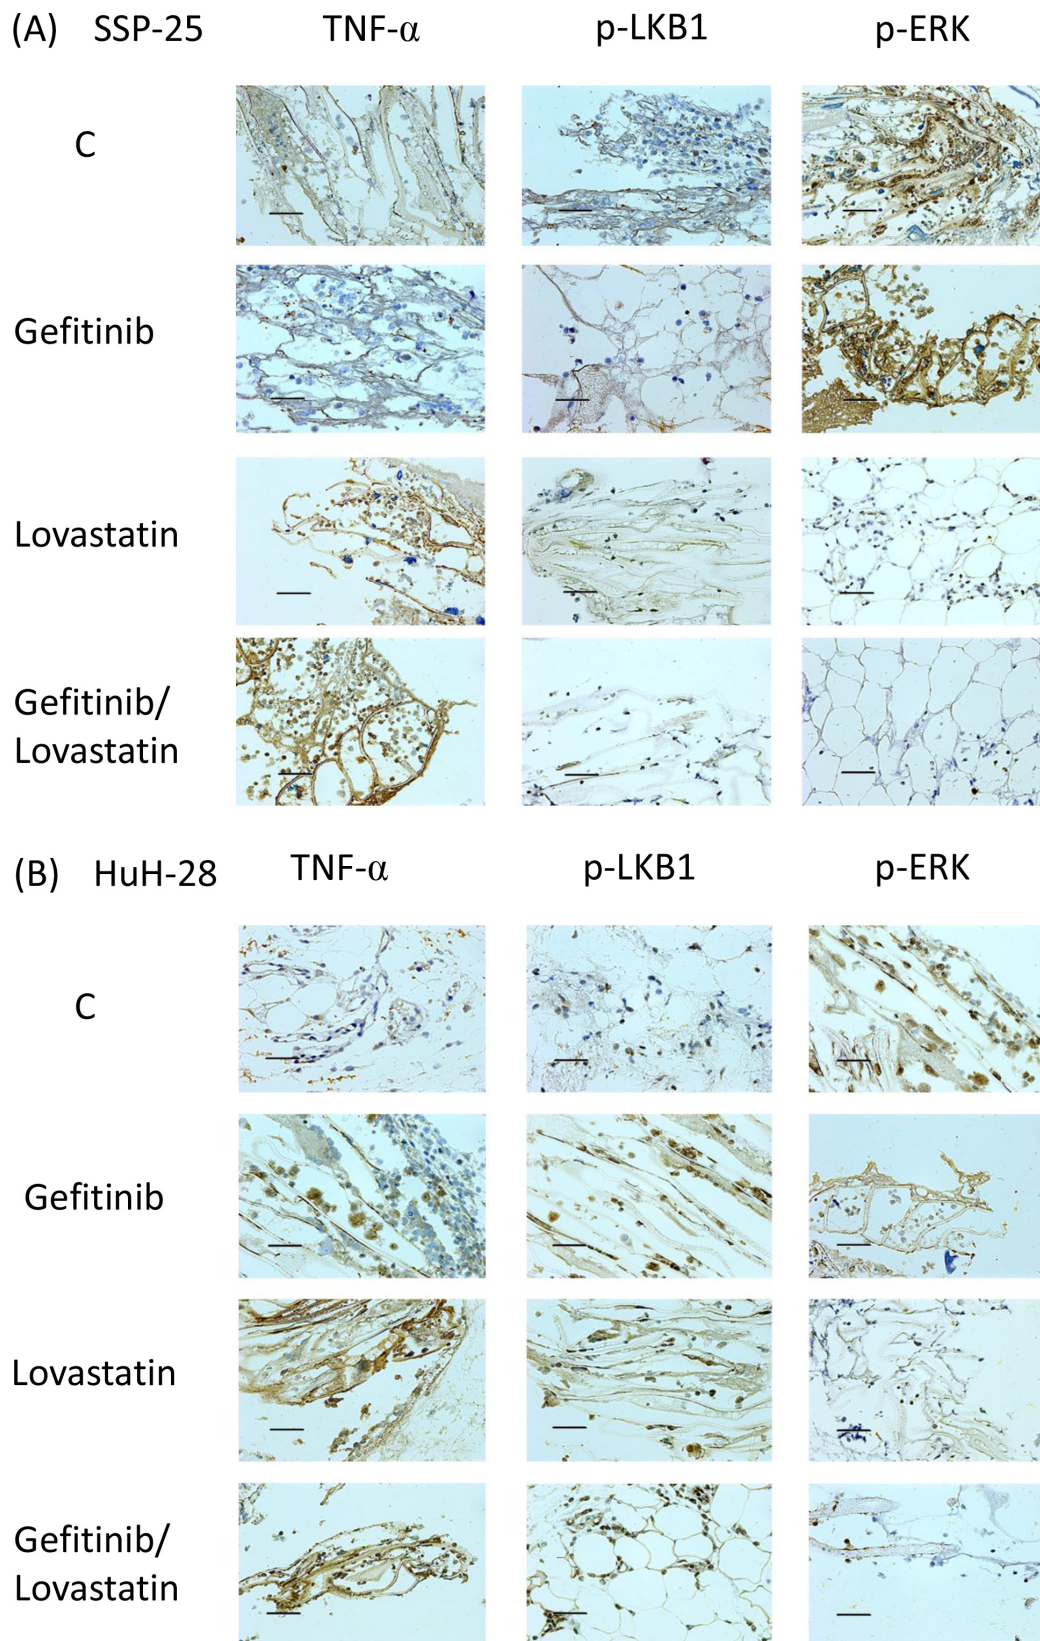 (A) SSP-25 TNF-α p-LKB1 p-ERK
C
Gefitinib
Lovastatin
Gefitinib/
Lovastatin
(B) HuH-28 TNF-α p-LKB1 p-ERK
C
Gefitinib
Lovastatin
Gefitinib/
Lovastatin